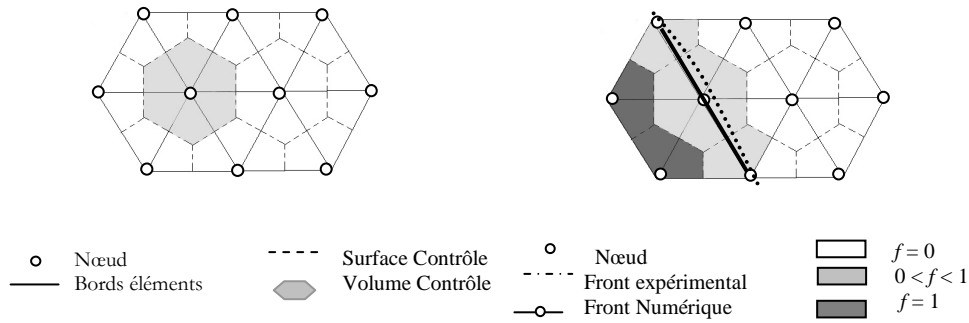 Nœud
Bords éléments
Surface Contrôle
Volume Contrôle
Nœud
Front expérimental
Front Numérique
f = 0
0 < f < 1
f = 1